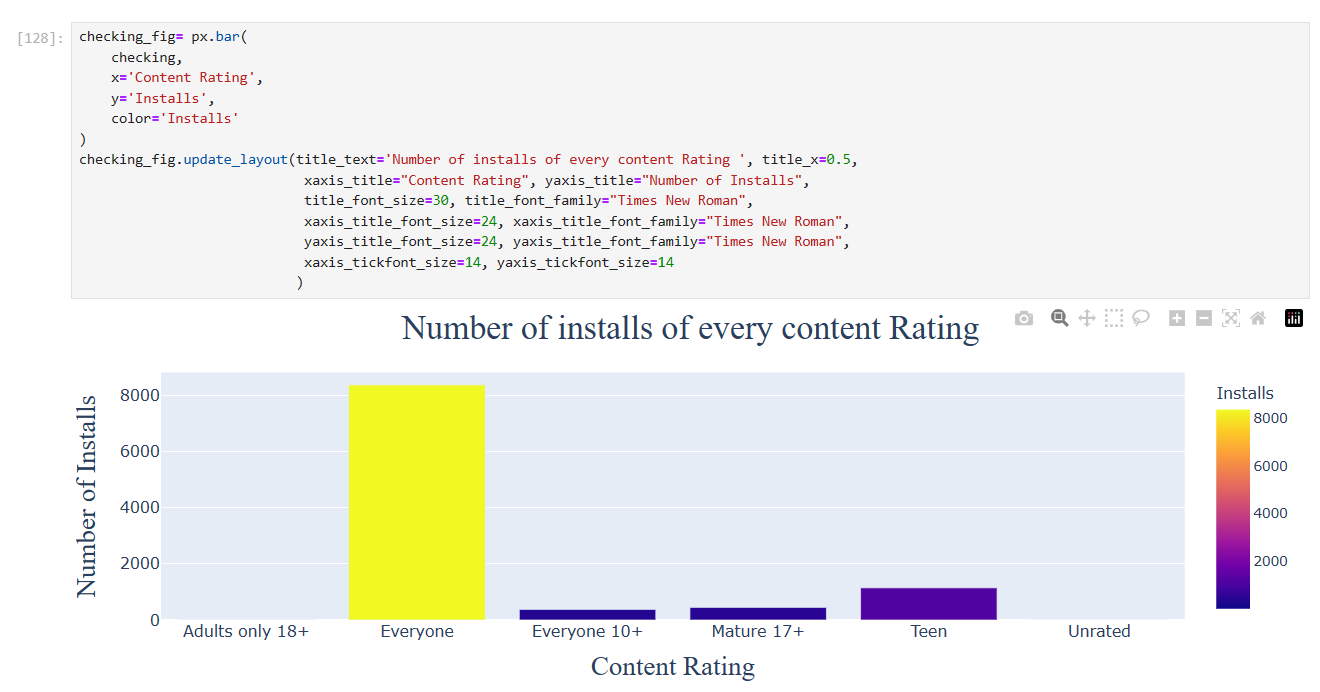 [128]:
checking_fig= px.bar(
    checking,
    x='Content Rating',
    y='Installs',
    color='Installs'
)
checking_fig.update_layout(title_text='Number of installs of every content Rating ', title_x=0.5,
                           xaxis_title="Content Rating", yaxis_title="Number of Installs",
                           title_font_size=30, title_font_family="Times New Roman",
                           xaxis_title_font_size=24, xaxis_title_font_family="Times New Roman",
                           yaxis_title_font_size=24, yaxis_title_font_family="Times New Roman",
                           xaxis_tickfont_size=14, yaxis_tickfont_size=14
                          )
Number of installs of every content Rating
Number of Installs
8000
6000
4000
2000
0
Adults only 18+
Everyone
Everyone 10+
Mature 17+
Teen
Unrated
Content Rating
Installs
8000
6000
4000
2000